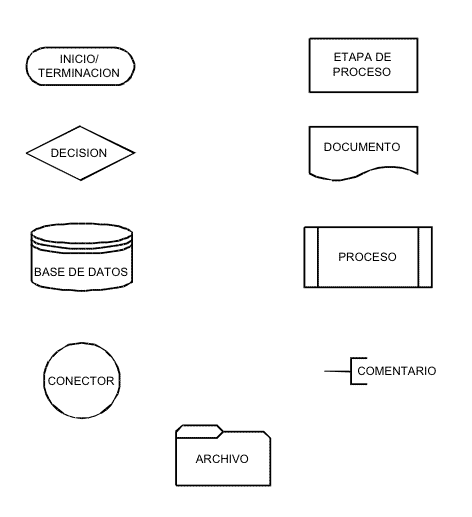 INICIO/
TERMINACION
ETAPA DE
PROCESO
DECISION
DOCUMENTO
BASE DE DATOS
PROCESO
CONECTOR
COMENTARIO
ARCHIVO